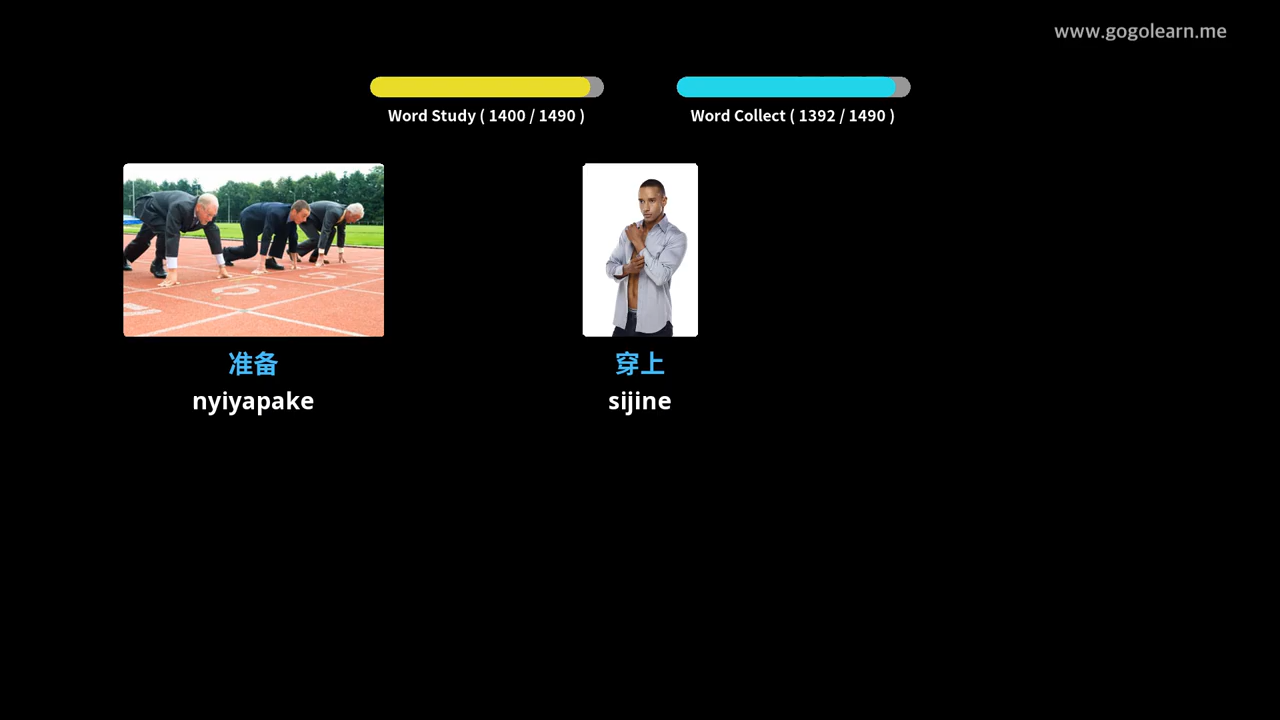 www.gogolearn.me
Word Study ( 1400 / 1490 )
Word Collect ( 1392 / 1490 )
准备
nyiyapake
穿上
sijine